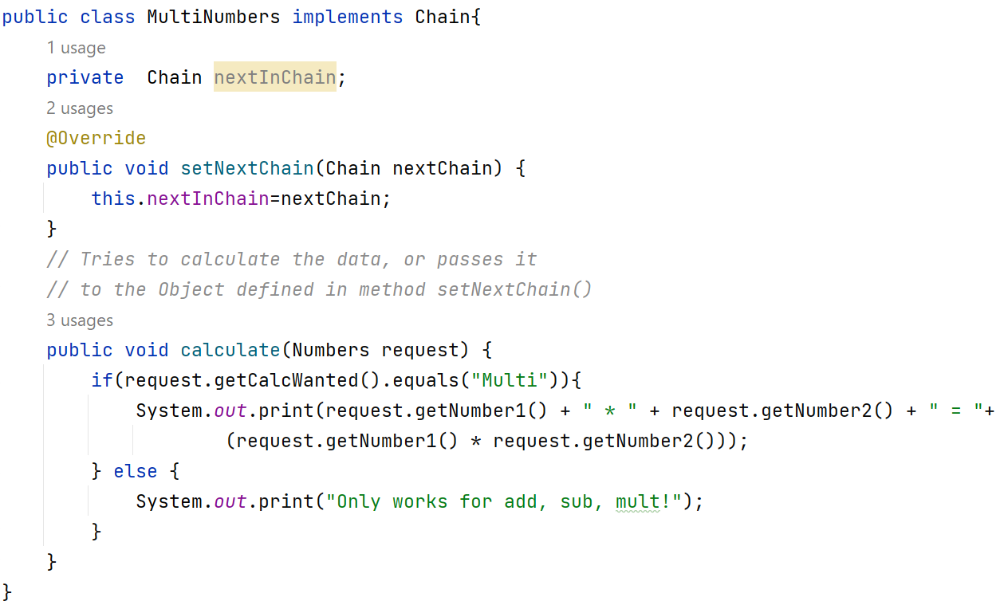 public class MultiNumbers implements Chain{
    1 usage
    private  Chain nextInChain;
    2 usages
    @Override
    public void setNextChain(Chain nextChain) {
        this.nextInChain=nextChain;
    }
    // Tries to calculate the data, or passes it
    // to the Object defined in method setNextChain()
    3 usages
    public void calculate(Numbers request) {
        if(request.getCalcWanted().equals("Multi")){
            System.out.print(request.getNumber1() + " * " + request.getNumber2() + " = "+
                    (request.getNumber1() * request.getNumber2()));
        } else {
            System.out.print("Only works for add, sub, mult!");
        }
    }
}